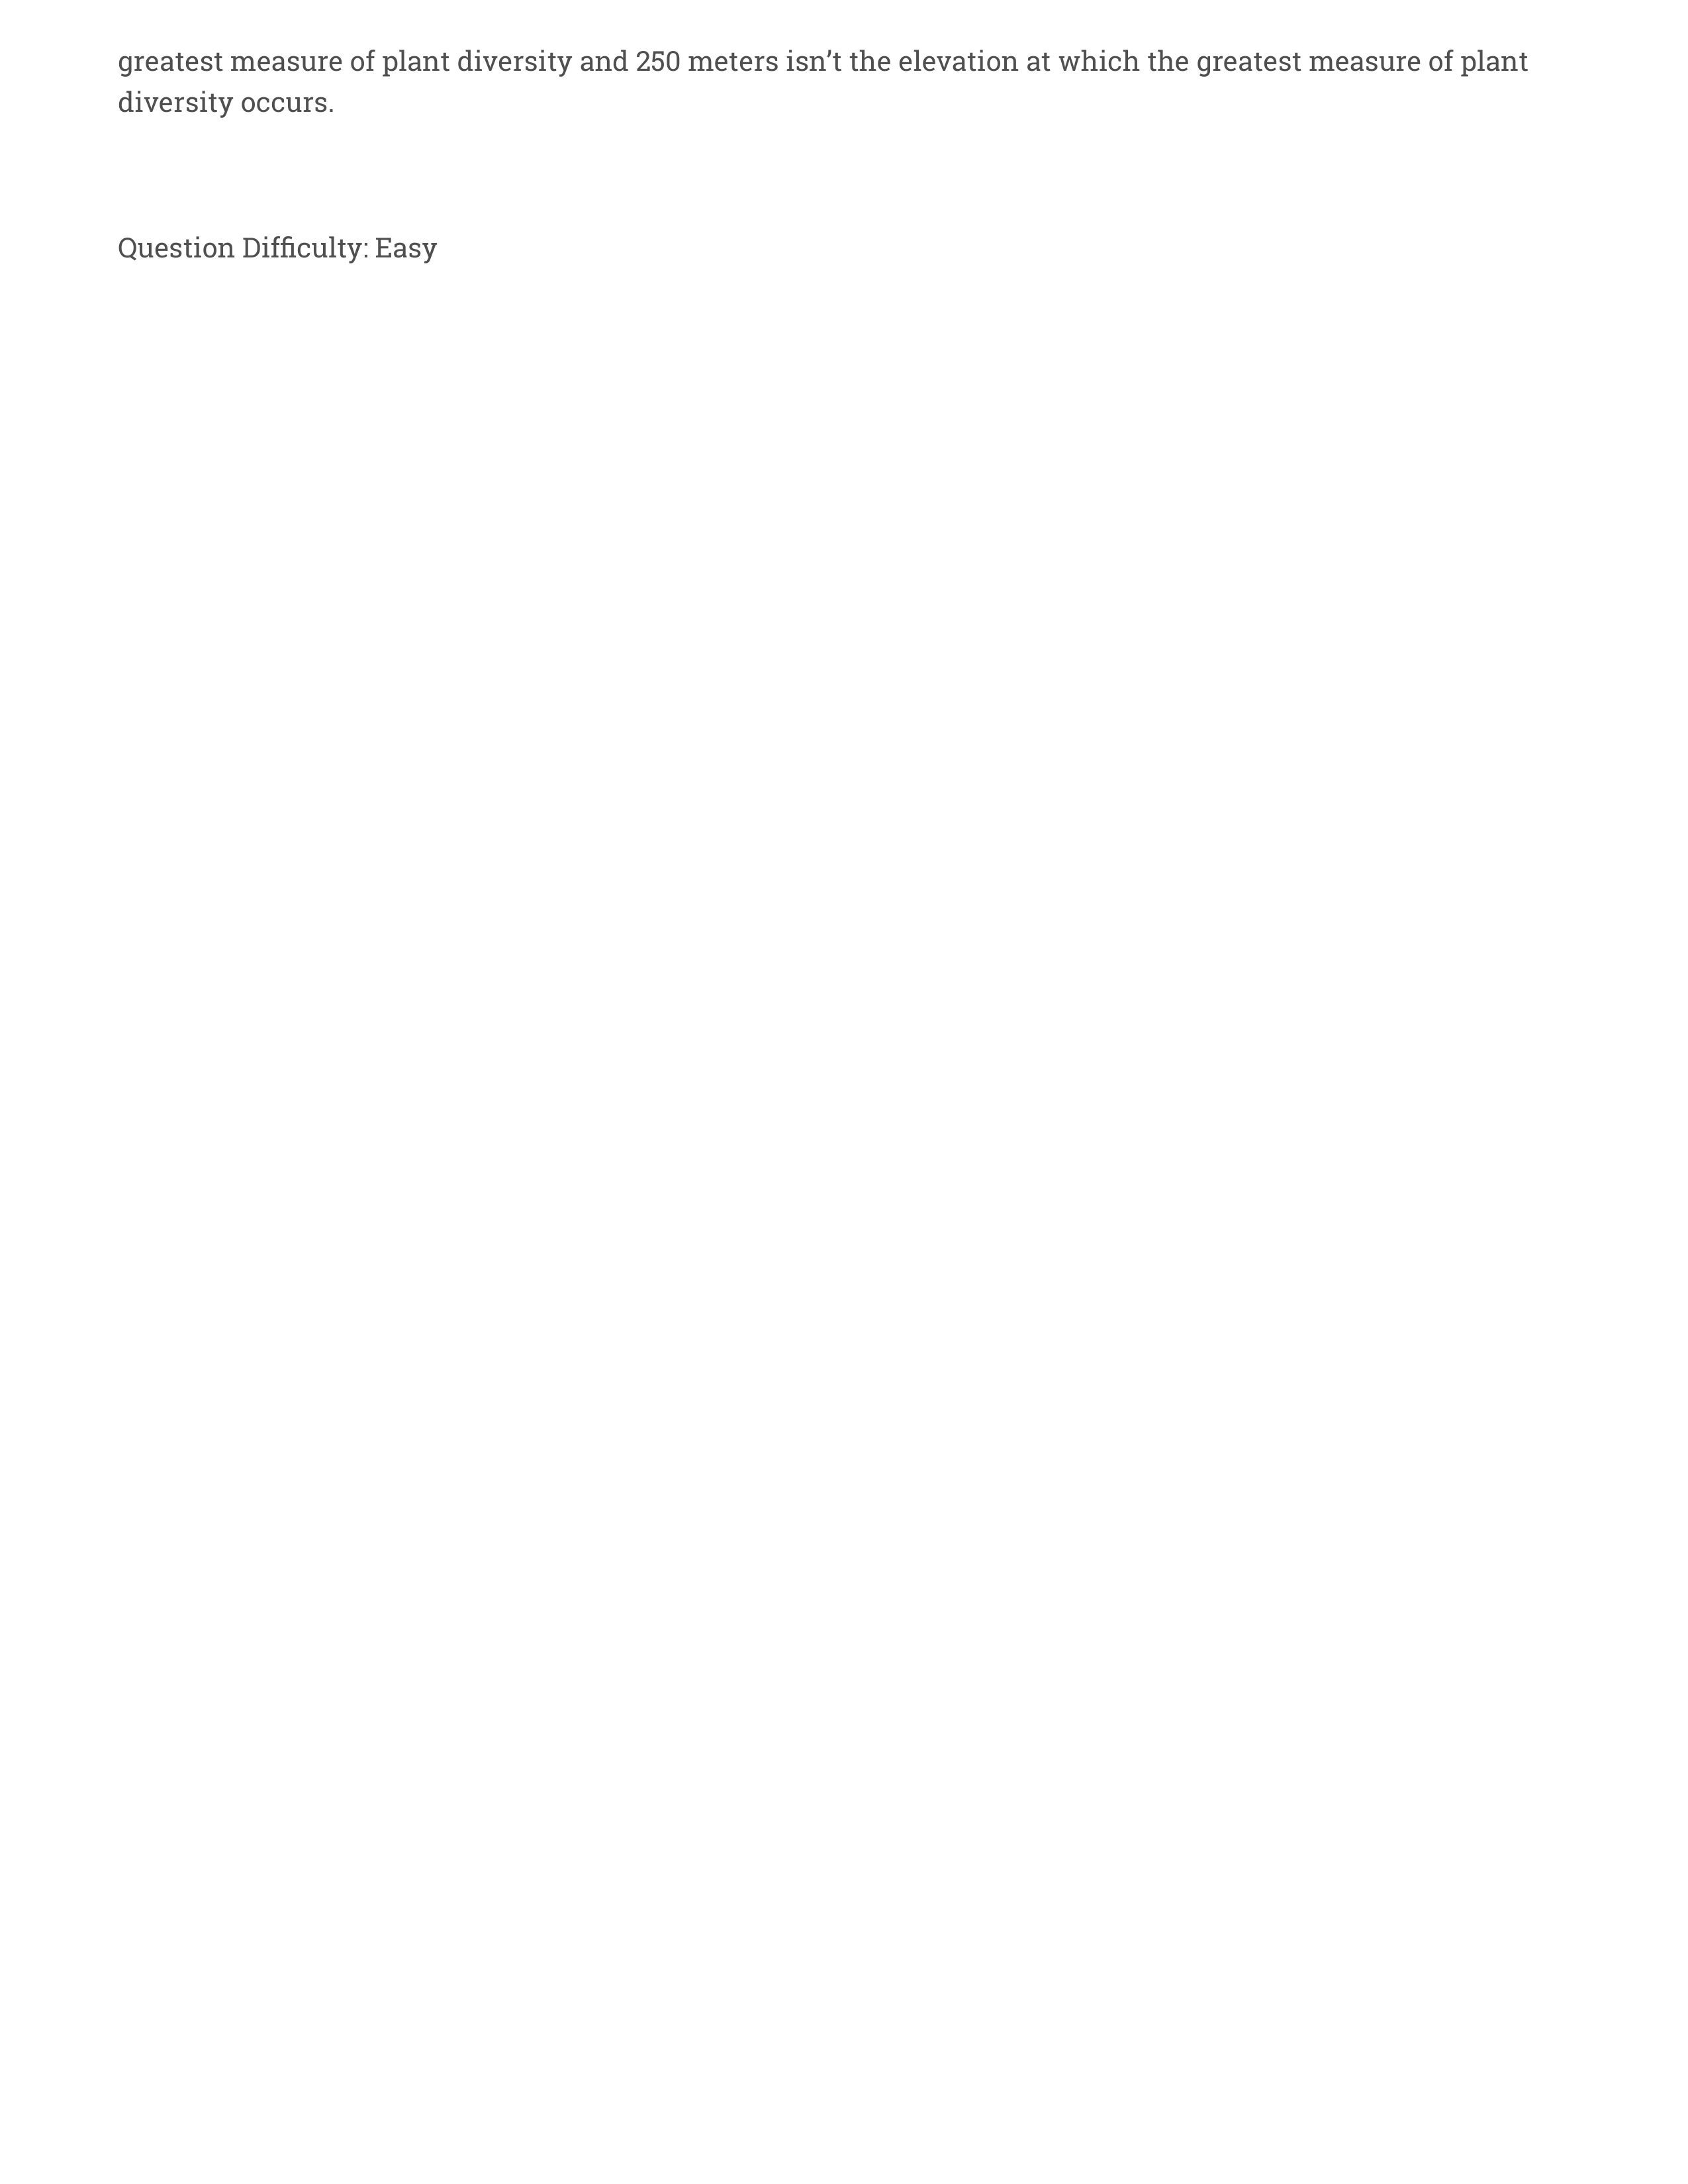 greatest measure of plant diversity and 250 meters isn’t the elevation at which the greatest measure of plant
diversity occurs.
Question Difficulty: Easy